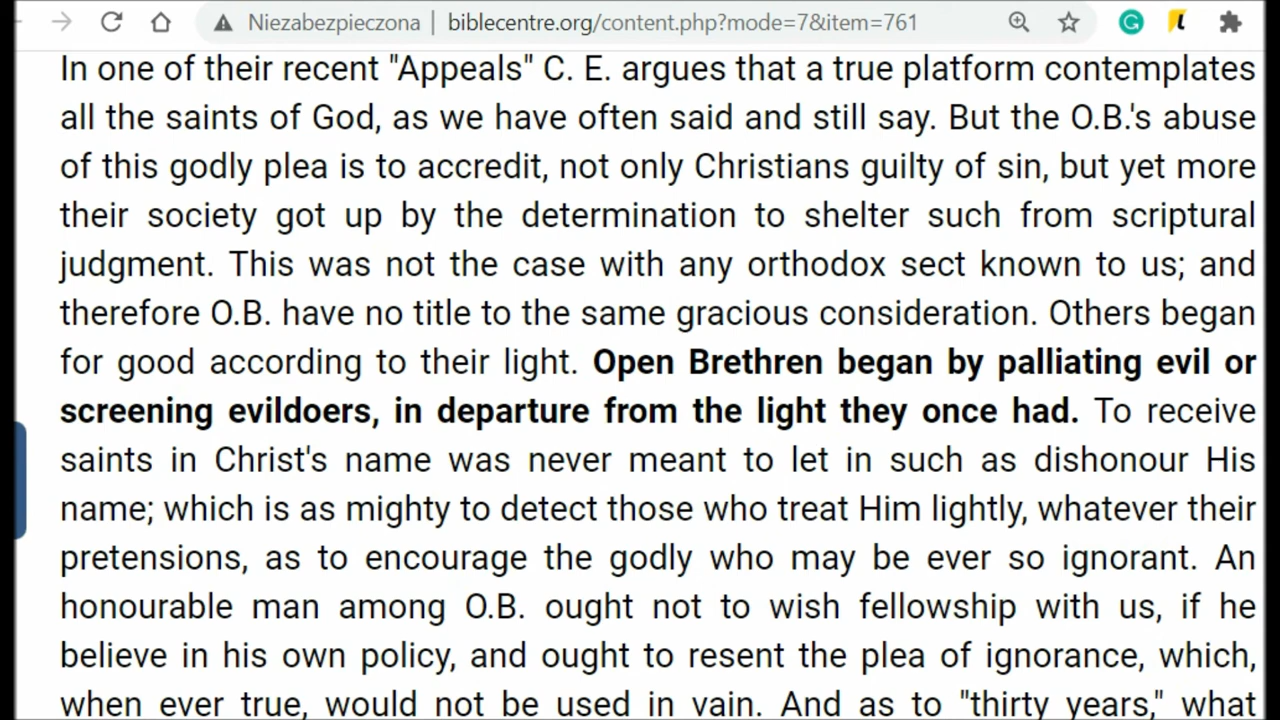 Niezabezpieczona | biblecentre.org/content.php?mode=7&item=761
In one of their recent "Appeals" C. E. argues that a true platform contemplates
all the saints of God, as we have often said and still say. But the O.B.'s abuse
of this godly plea is to accredit, not only Christians guilty of sin, but yet more
their society got up by the determination to shelter such from scriptural
judgment. This was not the case with any orthodox sect known to us; and
therefore O.B. have no title to the same gracious consideration. Others began
for good according to their light. Open Brethren began by palliating evil or
screening evildoers, in departure from the light they once had. To receive
saints in Christ's name was never meant to let in such as dishonour His
name; which is as mighty to detect those who treat Him lightly, whatever their
pretensions, as to encourage the godly who may be ever so ignorant. An
honourable man among O.B. ought not to wish fellowship with us, if he
believe in his own policy, and ought to resent the plea of ignorance, which,
when ever true, would not be used in vain. And as to "thirty years," what